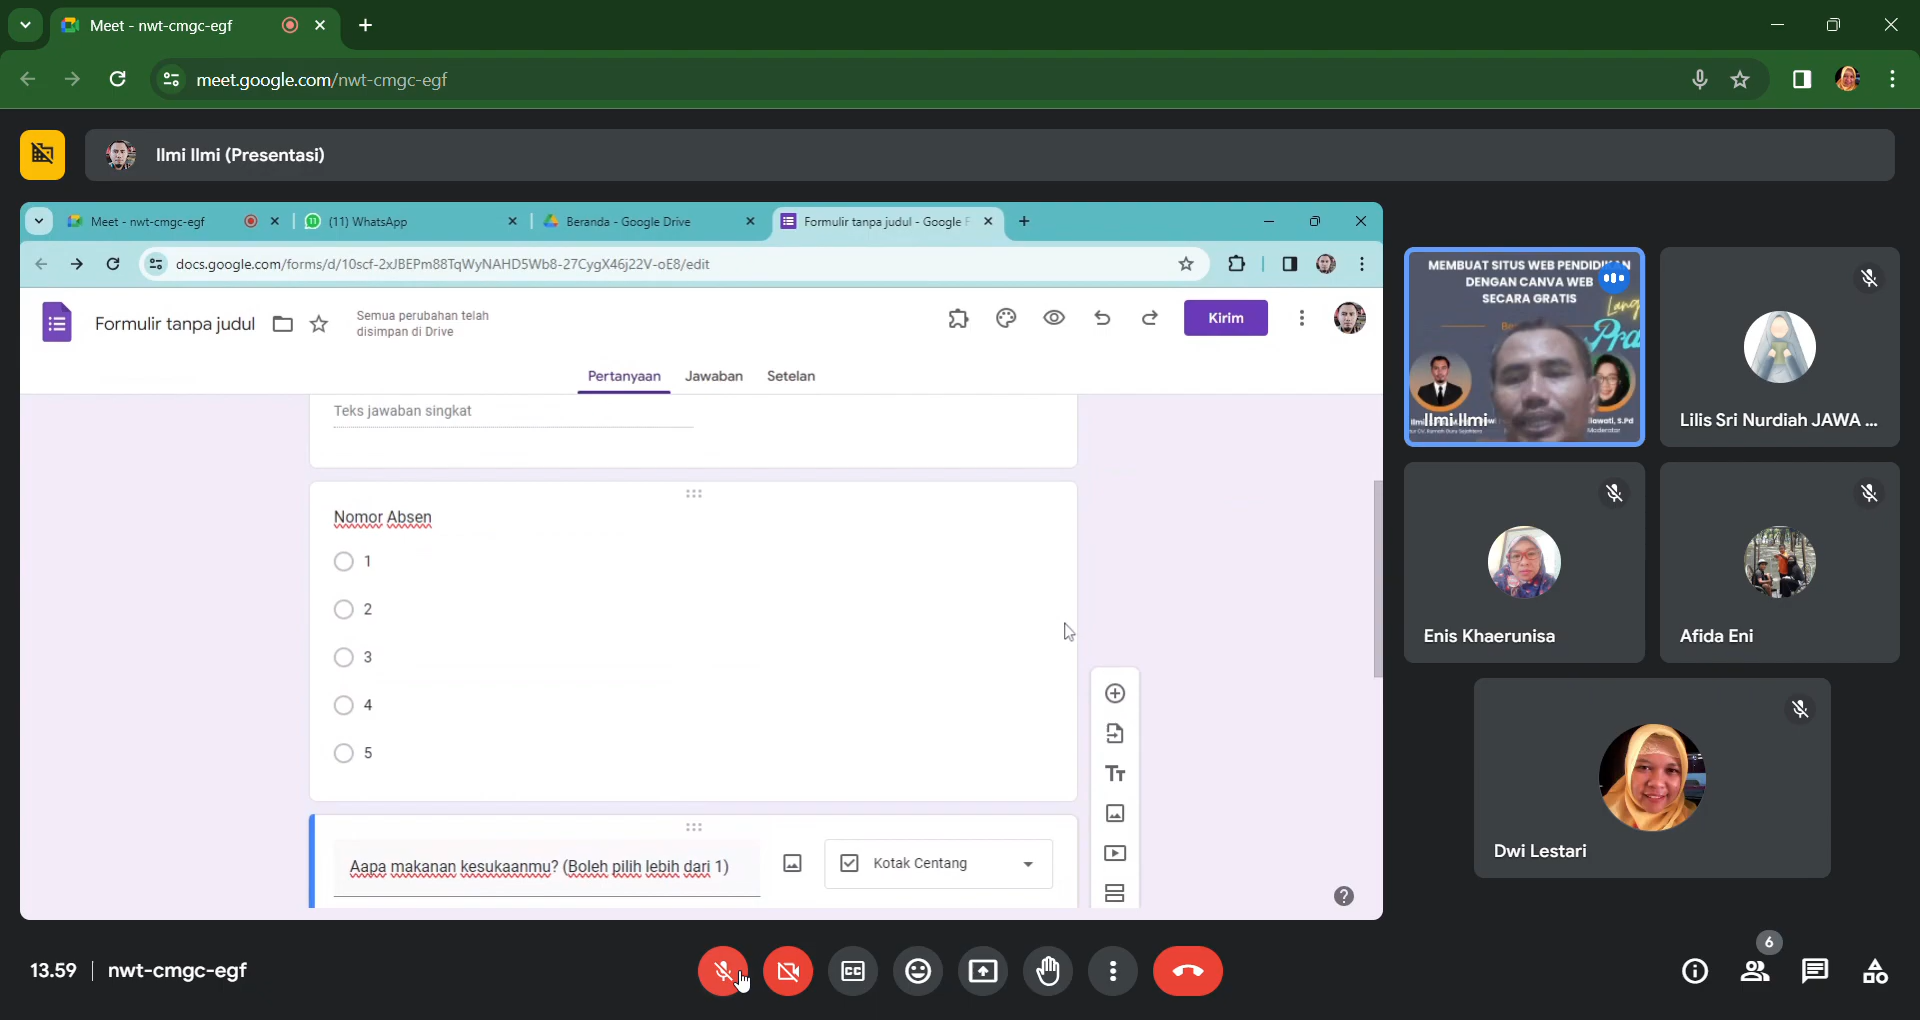 Meet - nwt-cmgc-egf
meet.google.com/nwt-cmgc-egf
Ilmi Ilmi (Presentasi)
Meet - nwt-cmgc-egf
(11) WhatsApp
Beranda - Google Drive
Formulir tanpa judul - Google F
docs.google.com/forms/d/10scf-2xJBEPm88TqWyNAHD5Wb8-27CygX46j22V-oE8/edit
Formulir tanpa judul
Semua perubahan telah
disimpan di Drive
Kirim
Pertanyaan
Jawaban
Setelan
Teks jawaban singkat
Nomor Absen
1
2
3
4
5
Aapa makanan kesukaanmu? (Boleh pilih lebih dari 1)
Kotak Centang
Tт
MEMBUAT SITUS WEB PENDIDIKAN
DENGAN CANVA WEB
SECARA GRATIS
Moderator
Ilmi Ilmi
Lilis Sri Nurdiah JAWA ...
Enis Khaerunisa
Afida Eni
Dwi Lestari
13.59
nwt-cmgc-egf
6